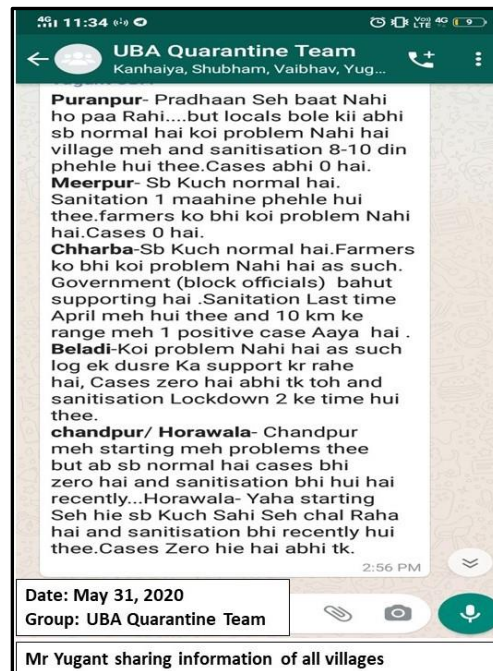 4G 11:34
Voo) 4G LTE 9
UBA Quarantine Team
Kanhaiya, Shubham, Vaibhav, Yug...
Puranpur- Pradhaan Seh baat Nahi
ho paa Rahi....but locals bole kii abhi
sb normal hai koi problem Nahi hai
village meh and sanitisation 8-10 din
phehle hui thee.Cases abhi 0 hai.
Meerpur- Sb Kuch normal hai.
Sanitation 1 maahine phehle hui
thee.farmers ko bhi koi problem Nahi
hai.Cases 0 hai.
Chharba-Sb Kuch normal hai.Farmers
ko bhi koi problem Nahi hai as such.
Government (block officials) bahut
supporting hai .Sanitation Last time
April meh hui thee and 10 km ke
range meh 1 positive case Aaya hai .
Beladi-Koi problem Nahi hai as such
log ek dusre Ka support kr rahe
hai, Cases zero hai abhi tk toh and
sanitisation Lockdown 2 ke time hui
thee.
chandpur/ Horawala- Chandpur
meh starting meh problems thee
but ab sb normal hai cases bhi
zero hai and sanitisation bhi hui hai
recently...Horawala- Yaha starting
Seh hie sb Kuch Sahi Seh chal Raha
hai and sanitisation bhi recently hui
thee.Cases Zero hie hai abhi tk.
2:56 PM
Date: May 31, 2020
Group: UBA Quarantine Team
Mr Yugant sharing information of all villages